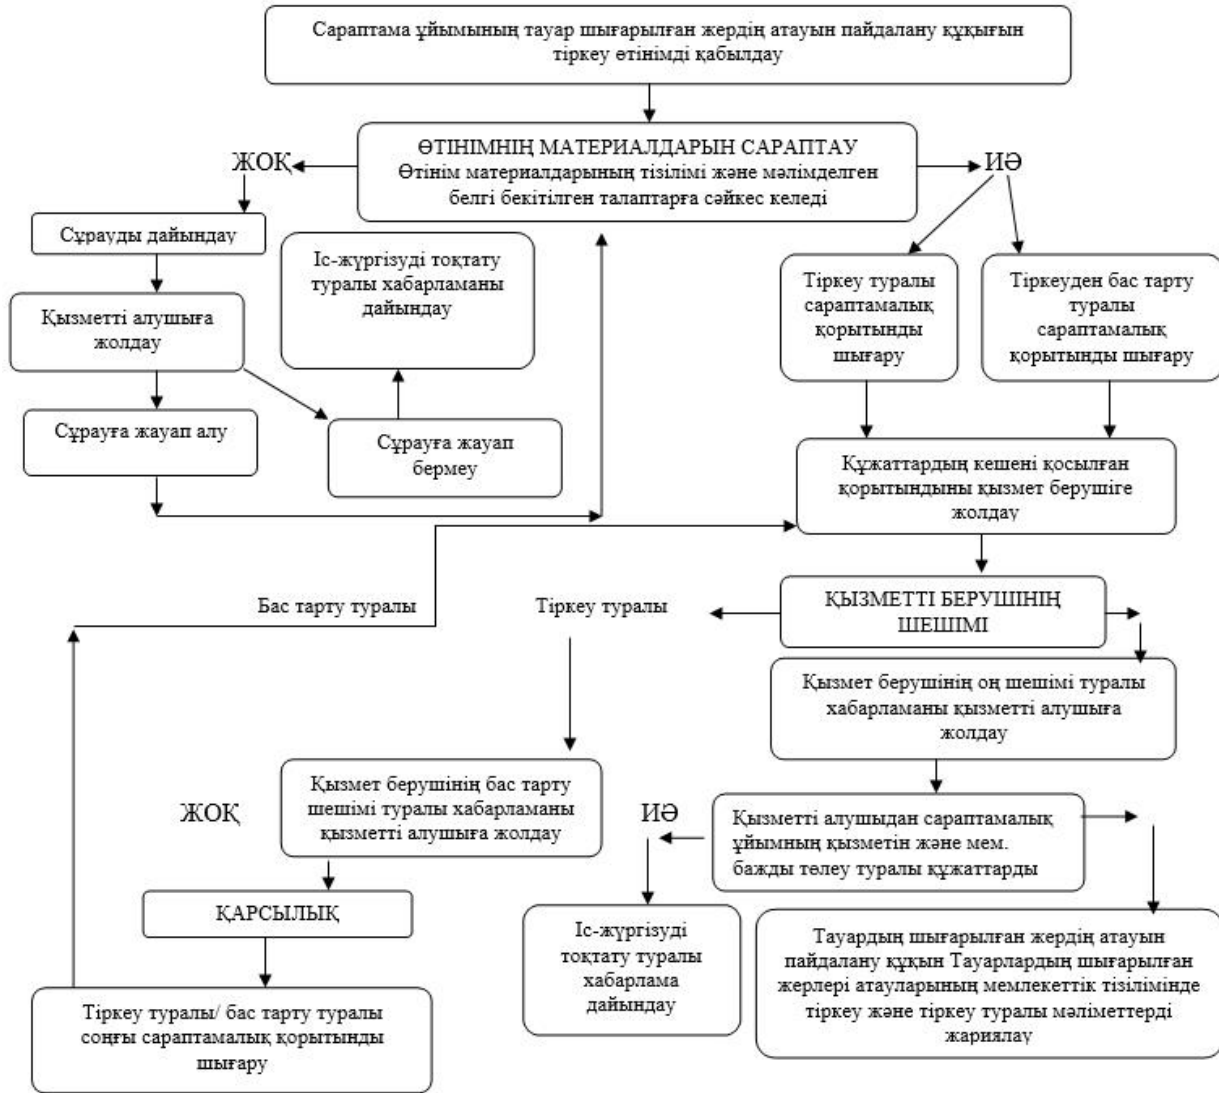 Сараптама ұйымының тауар шығарылған жердің атауын пайдалану құқығын
тіркеу өтінімді қабылдау
ӨТІНІМНІҢ МАТЕРИАЛДАРЫН САРАПТАУ
Өтінім материалдарының тізілімі және мәлімделген
белгі бекітілген талаптарға сәйкес келеді
ЖОҚ
ИӘ
Сұрауды дайындау
Іс-жүргізуді тоқтату
туралы хабарламаны
дайындау
Тіркеу туралы
сараптамалық
қорытынды
шығару
Тіркеуден бас тарту
туралы
сараптамалық
қорытынды шығару
Қызметті алушыға
жолдау
Сұрауға жауап алу
Сұрауға жауап
бермеу
Құжаттардың кешені қосылған
қорытындыны қызмет берушіге
жолдау
Бас тарту туралы
Тіркеу туралы
ҚЫЗМЕТТІ БЕРУШІНІҢ
ШЕШІМІ
Қызмет берушінің оң шешімі туралы
хабарламаны қызметті алушыға
жолдау
Қызмет берушінің бас тарту
шешімі туралы хабарламаны
қызметті алушыға жолдау
ЖОҚ
ИӘ
Қызметті алушыдан сараптамалық
ұйымның қызметін және мем.
бажды төлеу туралы құжаттарды
ҚАРСЫЛЫҚ
Іс-жүргізуді
тоқтату туралы
хабарлама
дайындау
Тауардың шығарылған жердің атауын
пайдалану құқын Тауарлардың шығарылған
жерлері атауларының мемлекеттік тізілімінде
тіркеу және тіркеу туралы мәліметтерді
жариялау
Тіркеу туралы/ бас тарту туралы
соңғы сараптамалық қорытынды
шығару